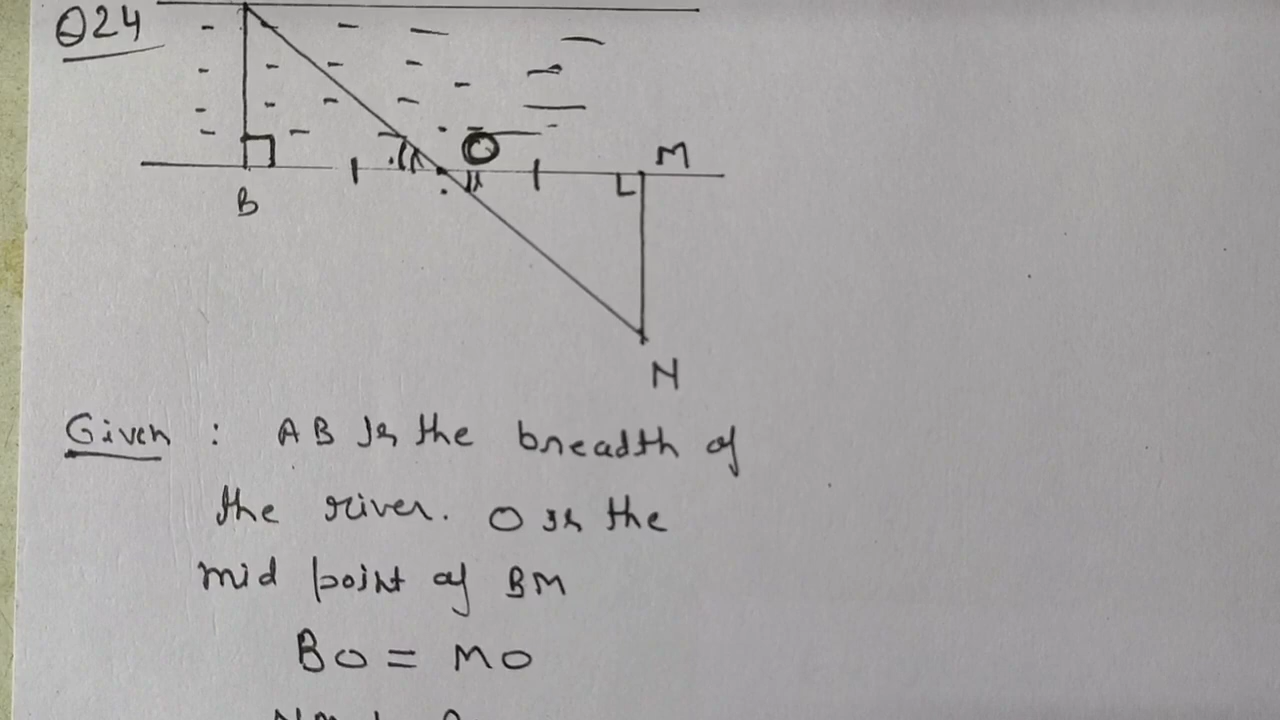 Q24
O
M
B
N
Given : AB is the breadth of
the river. O is the
mid point of BM
BO = MO